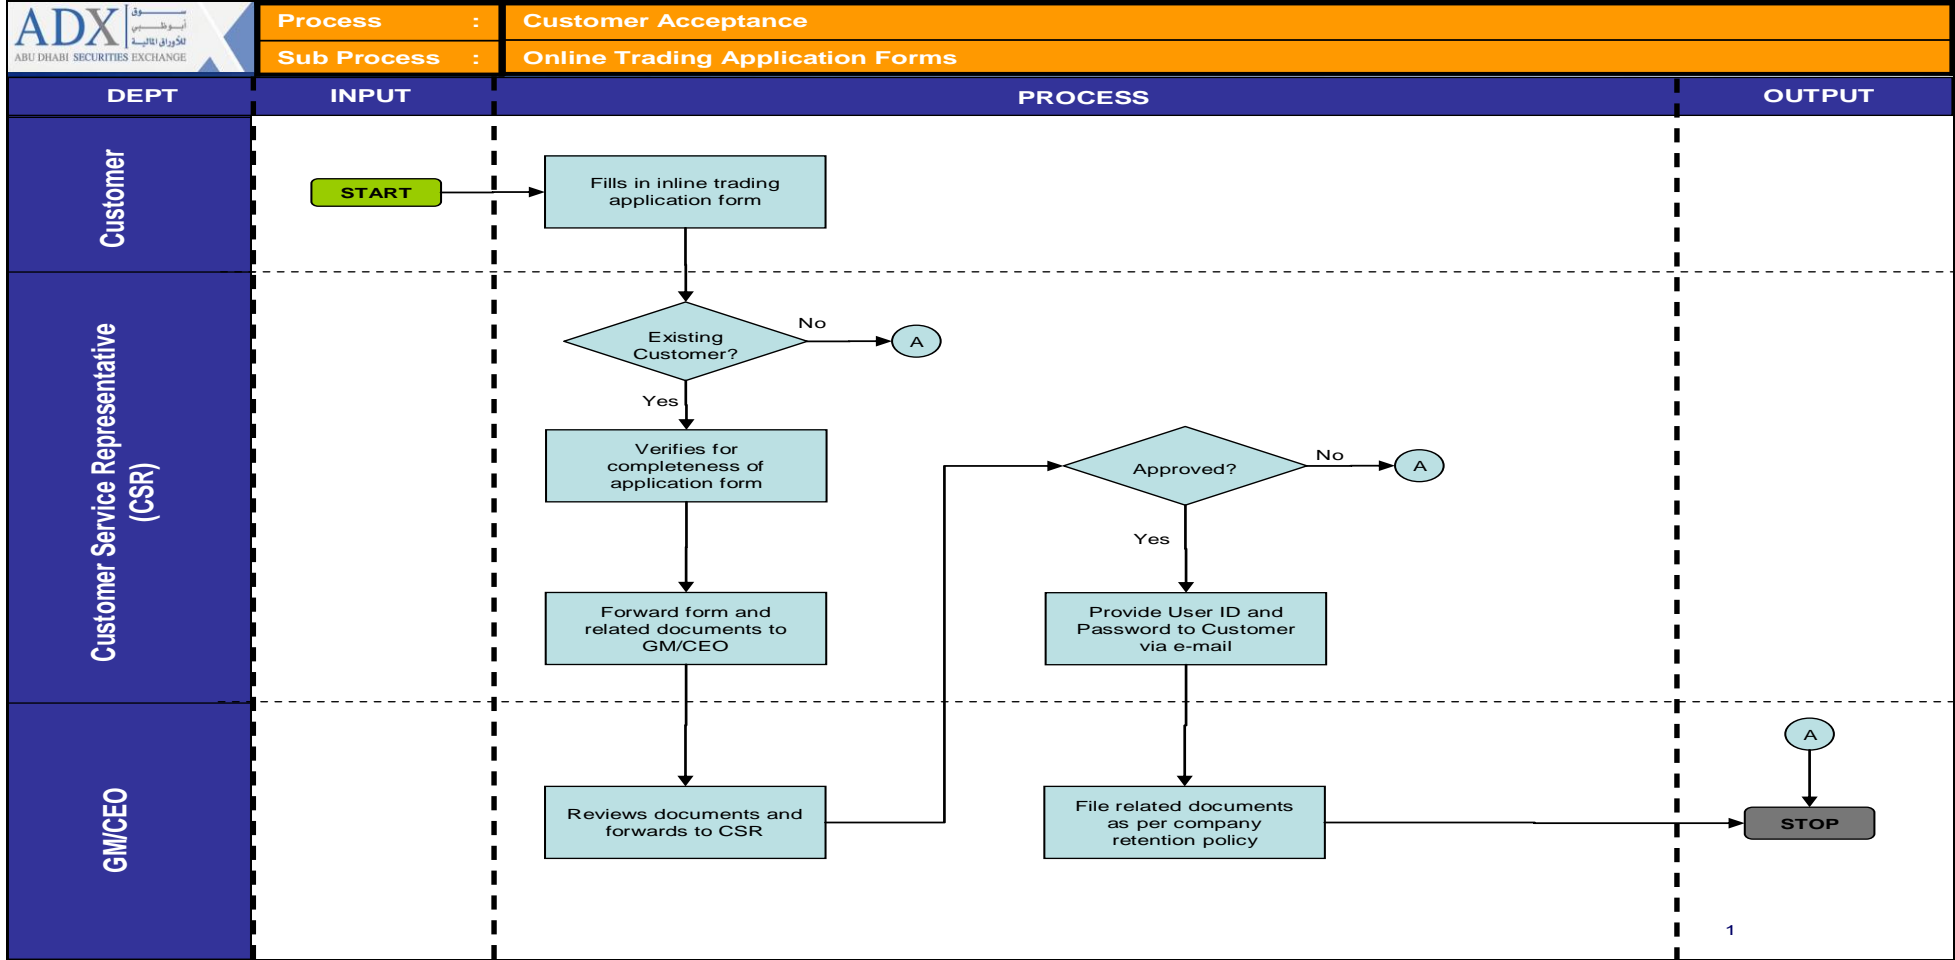 ADX
سوق
أبوظبي
للأوراق المالية
ABU DHABI SECURITIES EXCHANGE
Process : Customer Acceptance
Sub Process : Online Trading Application Forms
DEPT
INPUT
PROCESS
OUTPUT
Customer
START
Fills in inline trading
application form
Customer Service Representative
(CSR)
Existing
Customer?
No
A
Yes
Verifies for
completeness of
application form
Approved?
No
A
Yes
Forward form and
related documents to
GM/CEO
Provide User ID and
Password to Customer
via e-mail
GM/CEO
Reviews documents and
forwards to CSR
File related documents
as per company
retention policy
A
STOP
1